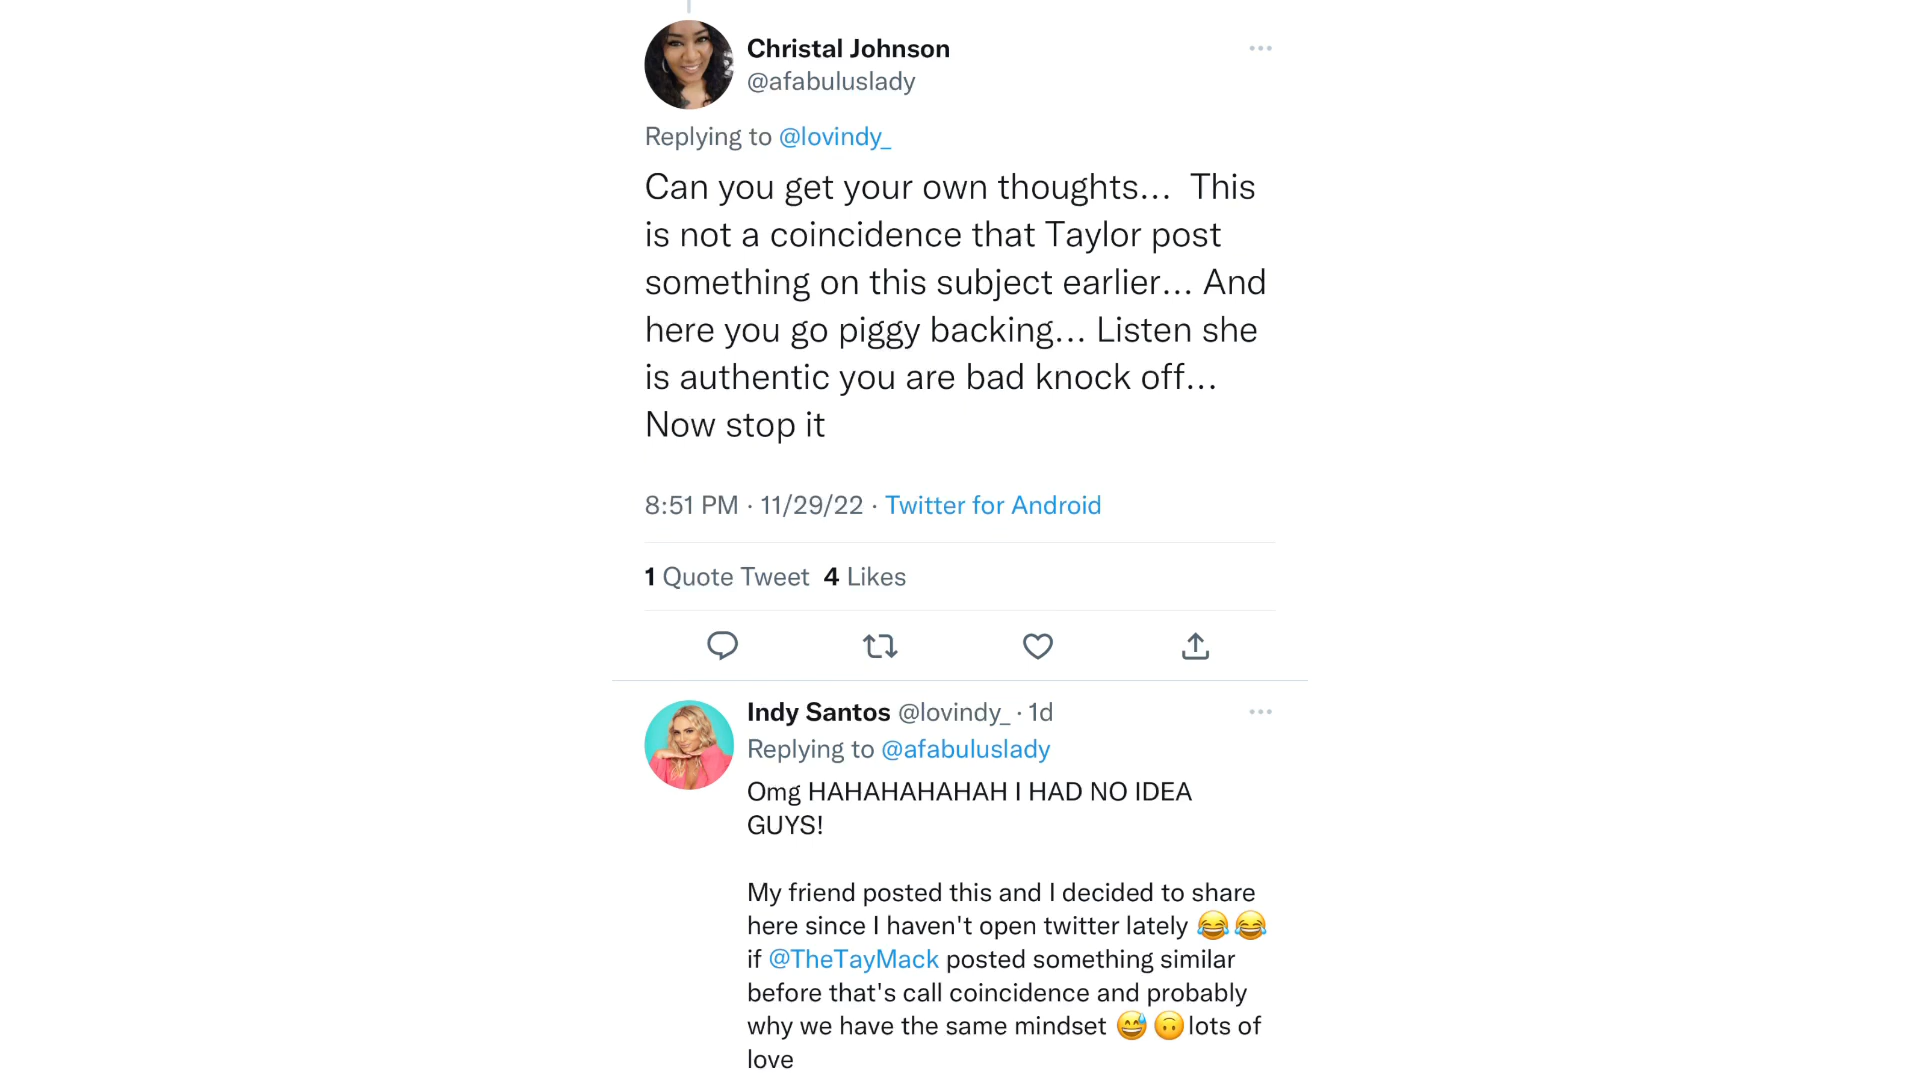 Christal Johnson
@afabuluslady
Replying to @lovindy_
Can you get your own thoughts... This
is not a coincidence that Taylor post
something on this subject earlier... And
here you go piggy backing... Listen she
is authentic you are bad knock off...
Now stop it
8:51 PM · 11/29/22 · Twitter for Android
1 Quote Tweet 4 Likes
Indy Santos @lovindy_ · 1d
Replying to @afabuluslady
Omg HAHAHAHAHAH I HAD NO IDEA
GUYS!
My friend posted this and I decided to share
here since I haven't open twitter lately 😂😂
if @TheTayMack posted something similar
before that's call coincidence and probably
why we have the same mindset 😅🙃lots of
love